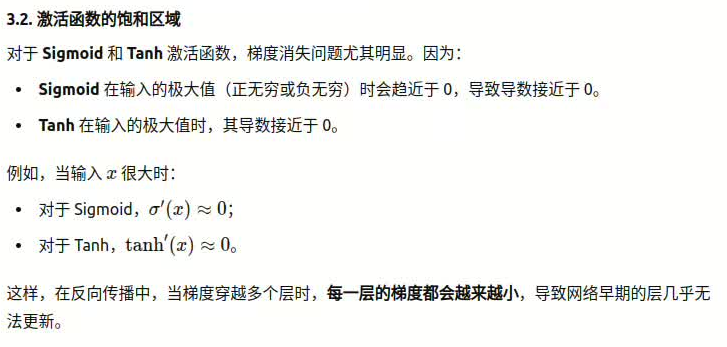 3.2. 激活函数的饱和区域
对于 Sigmoid 和 Tanh 激活函数，梯度消失问题尤其明显。因为：
• Sigmoid 在输入的极大值（正无穷或负无穷）时会趋近于 0，导致导数接近于 0。
• Tanh 在输入的极大值时，其导数接近于 0。
例如，当输入 x 很大时：
• 对于 Sigmoid，σ′(x) ≈ 0；
• 对于 Tanh，tanh′(x) ≈ 0。
这样，在反向传播中，当梯度穿越多个层时，每一层的梯度都会越来越小，导致网络早期的层几乎无
法更新。